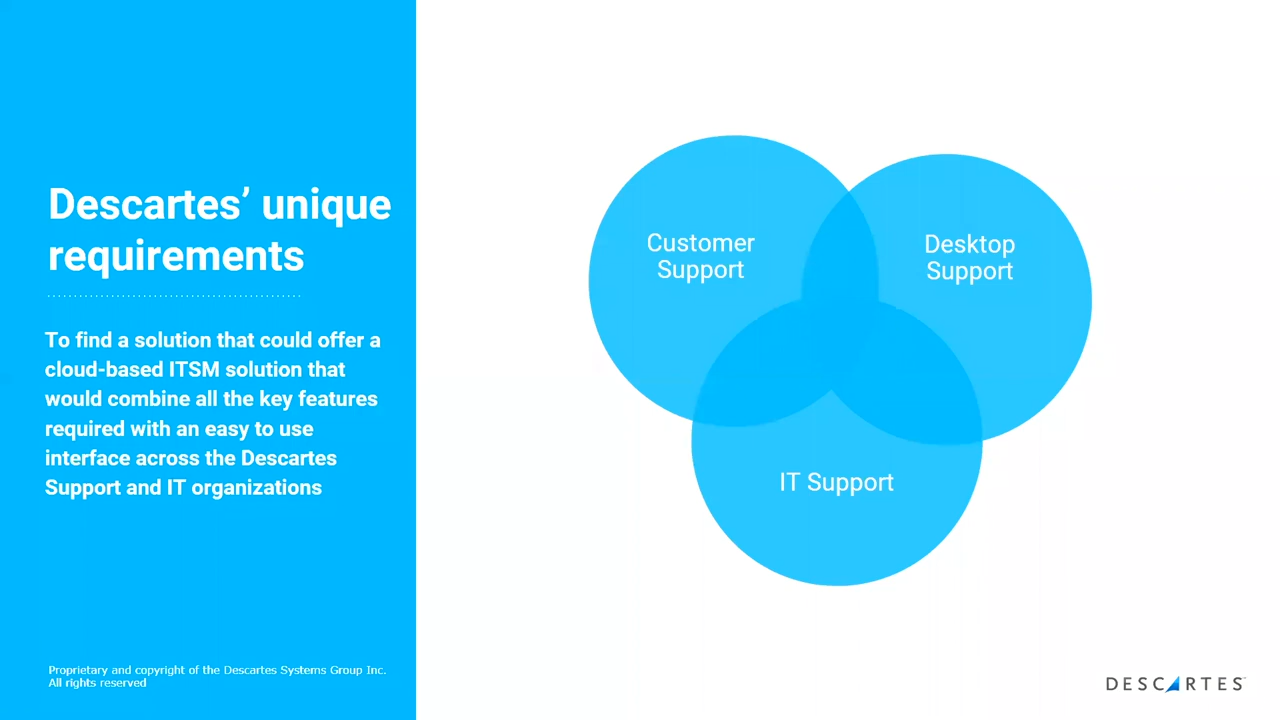 Descartes’ unique
requirements
To find a solution that could offer a
cloud-based ITSM solution that
would combine all the key features
required with an easy to use
interface across the Descartes
Support and IT organizations
Customer
Support
Desktop
Support
IT Support
Proprietary and copyright of the Descartes Systems Group Inc.
All rights reserved
DESCARTES